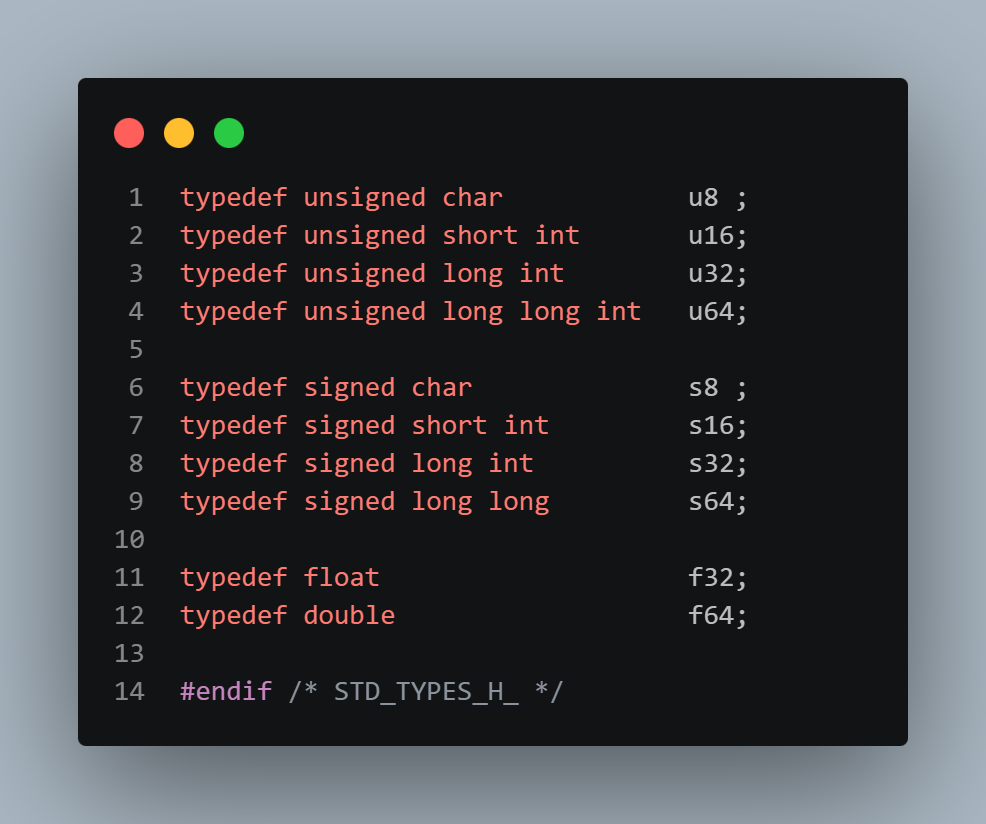 1 typedef unsigned char            u8 ;
2 typedef unsigned short int       u16;
3 typedef unsigned long int        u32;
4 typedef unsigned long long int   u64;
5
6 typedef signed char              s8 ;
7 typedef signed short int         s16;
8 typedef signed long int          s32;
9 typedef signed long long         s64;
10
11 typedef float                    f32;
12 typedef double                   f64;
13
14 #endif /* STD_TYPES_H_ */